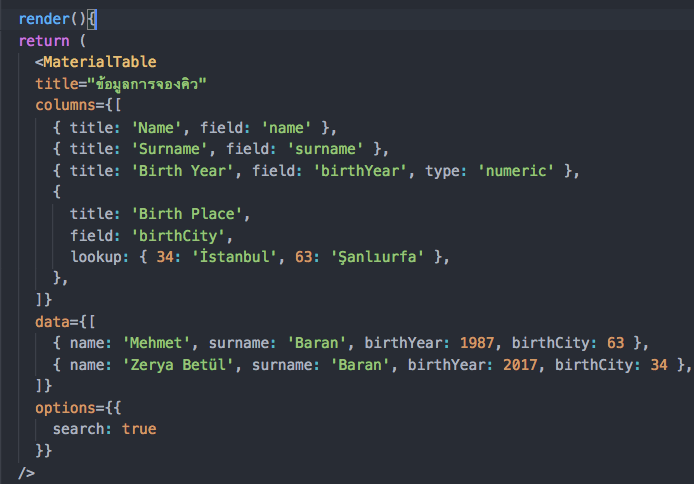 render(){
return (
<MaterialTable
title="ข้อมูลการจองคิว"
columns={[
{ title: 'Name', field: 'name' },
{ title: 'Surname', field: 'surname' },
{ title: 'Birth Year', field: 'birthYear', type: 'numeric' },
{
title: 'Birth Place',
field: 'birthCity',
lookup: { 34: 'İstanbul', 63: 'Şanlıurfa' },
},
]}
data={[
{ name: 'Mehmet', surname: 'Baran', birthYear: 1987, birthCity: 63 },
{ name: 'Zerya Betül', surname: 'Baran', birthYear: 2017, birthCity: 34 },
]}
options={{
search: true
}}
/>